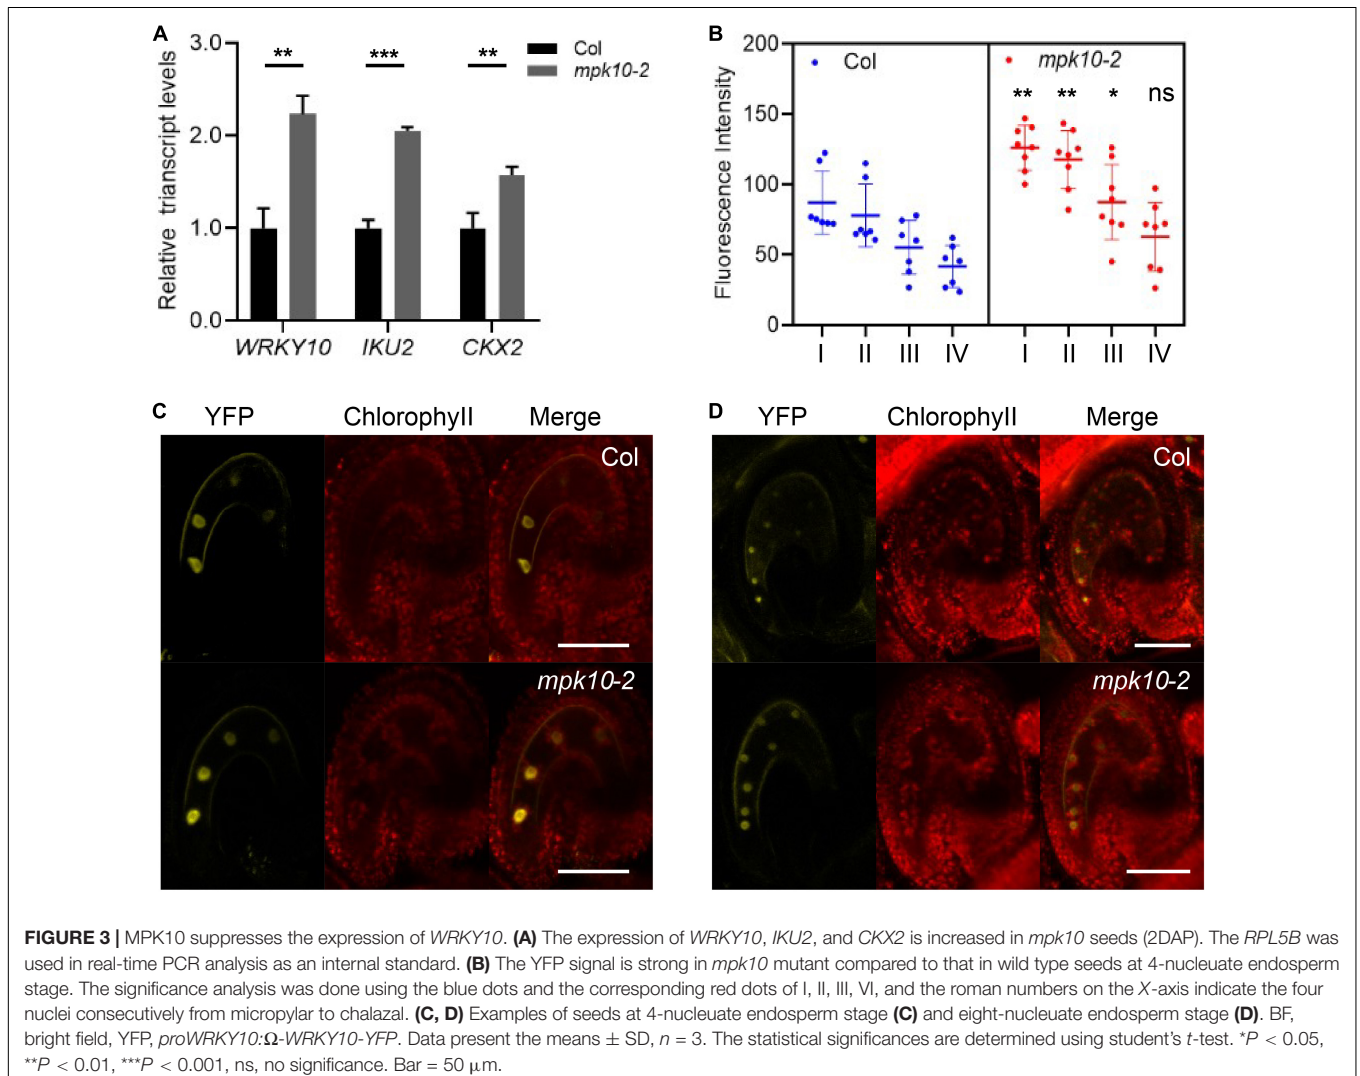 A
3.0
2.0
1.0
0.0
Relative transcript levels
**
***
**
Col
mpk10-2
WRKY10
IKU2
CKX2
B
200
150
100
50
0
Fluorescence Intensity
Col
mpk10-2
** ** * ns
I II III IV
I II III IV
C
YFP
ChlorophyII
Merge
Col
mpk10-2
D
YFP
ChlorophyII
Merge
Col
mpk10-2
FIGURE 3 | MPK10 suppresses the expression of WRKY10. (A) The expression of WRKY10, IKU2, and CKX2 is increased in mpk10 seeds (2DAP). The RPL5B was
used in real-time PCR analysis as an internal standard. (B) The YFP signal is strong in mpk10 mutant compared to that in wild type seeds at 4-nucleuate endosperm
stage. The significance analysis was done using the blue dots and the corresponding red dots of I, II, III, VI, and the roman numbers on the X-axis indicate the four
nuclei consecutively from micropylar to chalazal. (C, D) Examples of seeds at 4-nucleuate endosperm stage (C) and eight-nucleuate endosperm stage (D). BF,
bright field, YFP, proWRKY10:Ω-WRKY10-YFP. Data present the means ± SD, n = 3. The statistical significances are determined using student's t-test. *P < 0.05,
**P < 0.01, ***P < 0.001, ns, no significance. Bar = 50 μm.